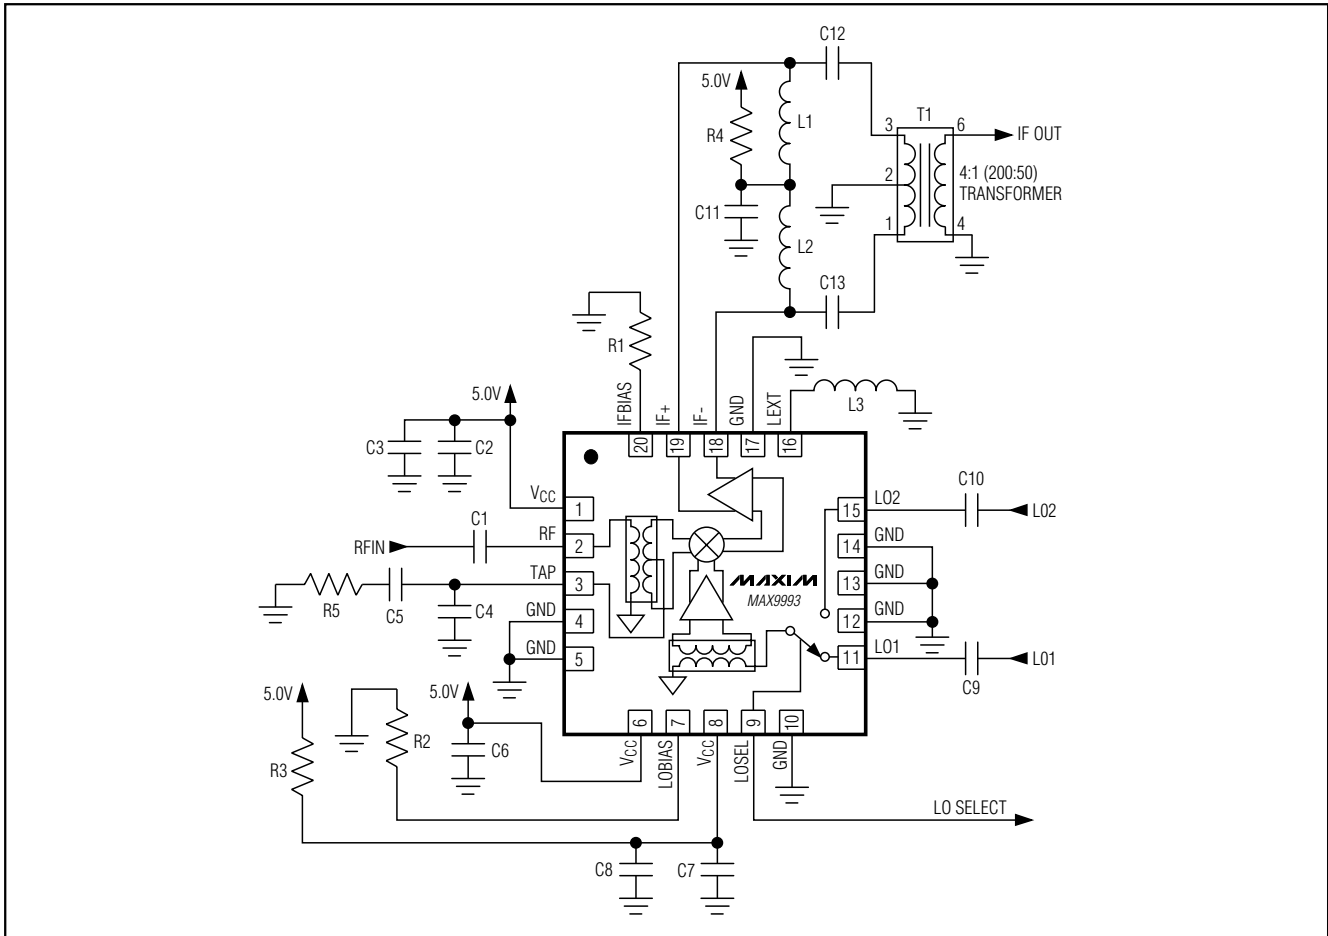 C12
5.0V
L1
R4
T1
3
6
IF OUT
2
4:1 (200:50)
TRANSFORMER
C11
1
4
L2
C13
R1
IFBIAS
IF+
IF-
GND
LEXT
L3
5.0V
C3
C2
20
19
18
17
16
VCC
1
C1
RFIN
RF
2
TAP
3
R5
C5
C4
GND
4
GND
5
MAXIM
MAX9993
15
LO2
C10
LO2
14
GND
13
GND
12
GND
11
LO1
C9
LO1
5.0V
5.0V
R3
R2
C6
6
7
8
9
10
VCC
LOBIAS
VCC
LOSEL
GND
LO SELECT
C8
C7